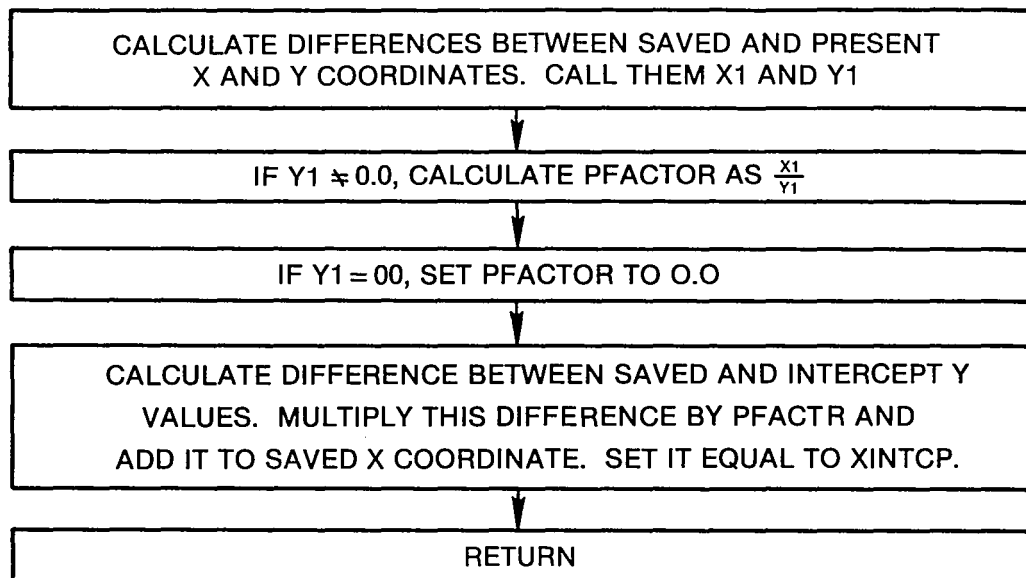 CALCULATE DIFFERENCES BETWEEN SAVED AND PRESENT
X AND Y COORDINATES. CALL THEM X1 AND Y1
IF Y1 ≠ 0.0, CALCULATE PFACTOR AS X1/Y1
IF Y1 = 00, SET PFACTOR TO O.O
CALCULATE DIFFERENCE BETWEEN SAVED AND INTERCEPT Y
VALUES. MULTIPLY THIS DIFFERENCE BY PFACTR AND
ADD IT TO SAVED X COORDINATE. SET IT EQUAL TO XINTCP.
RETURN